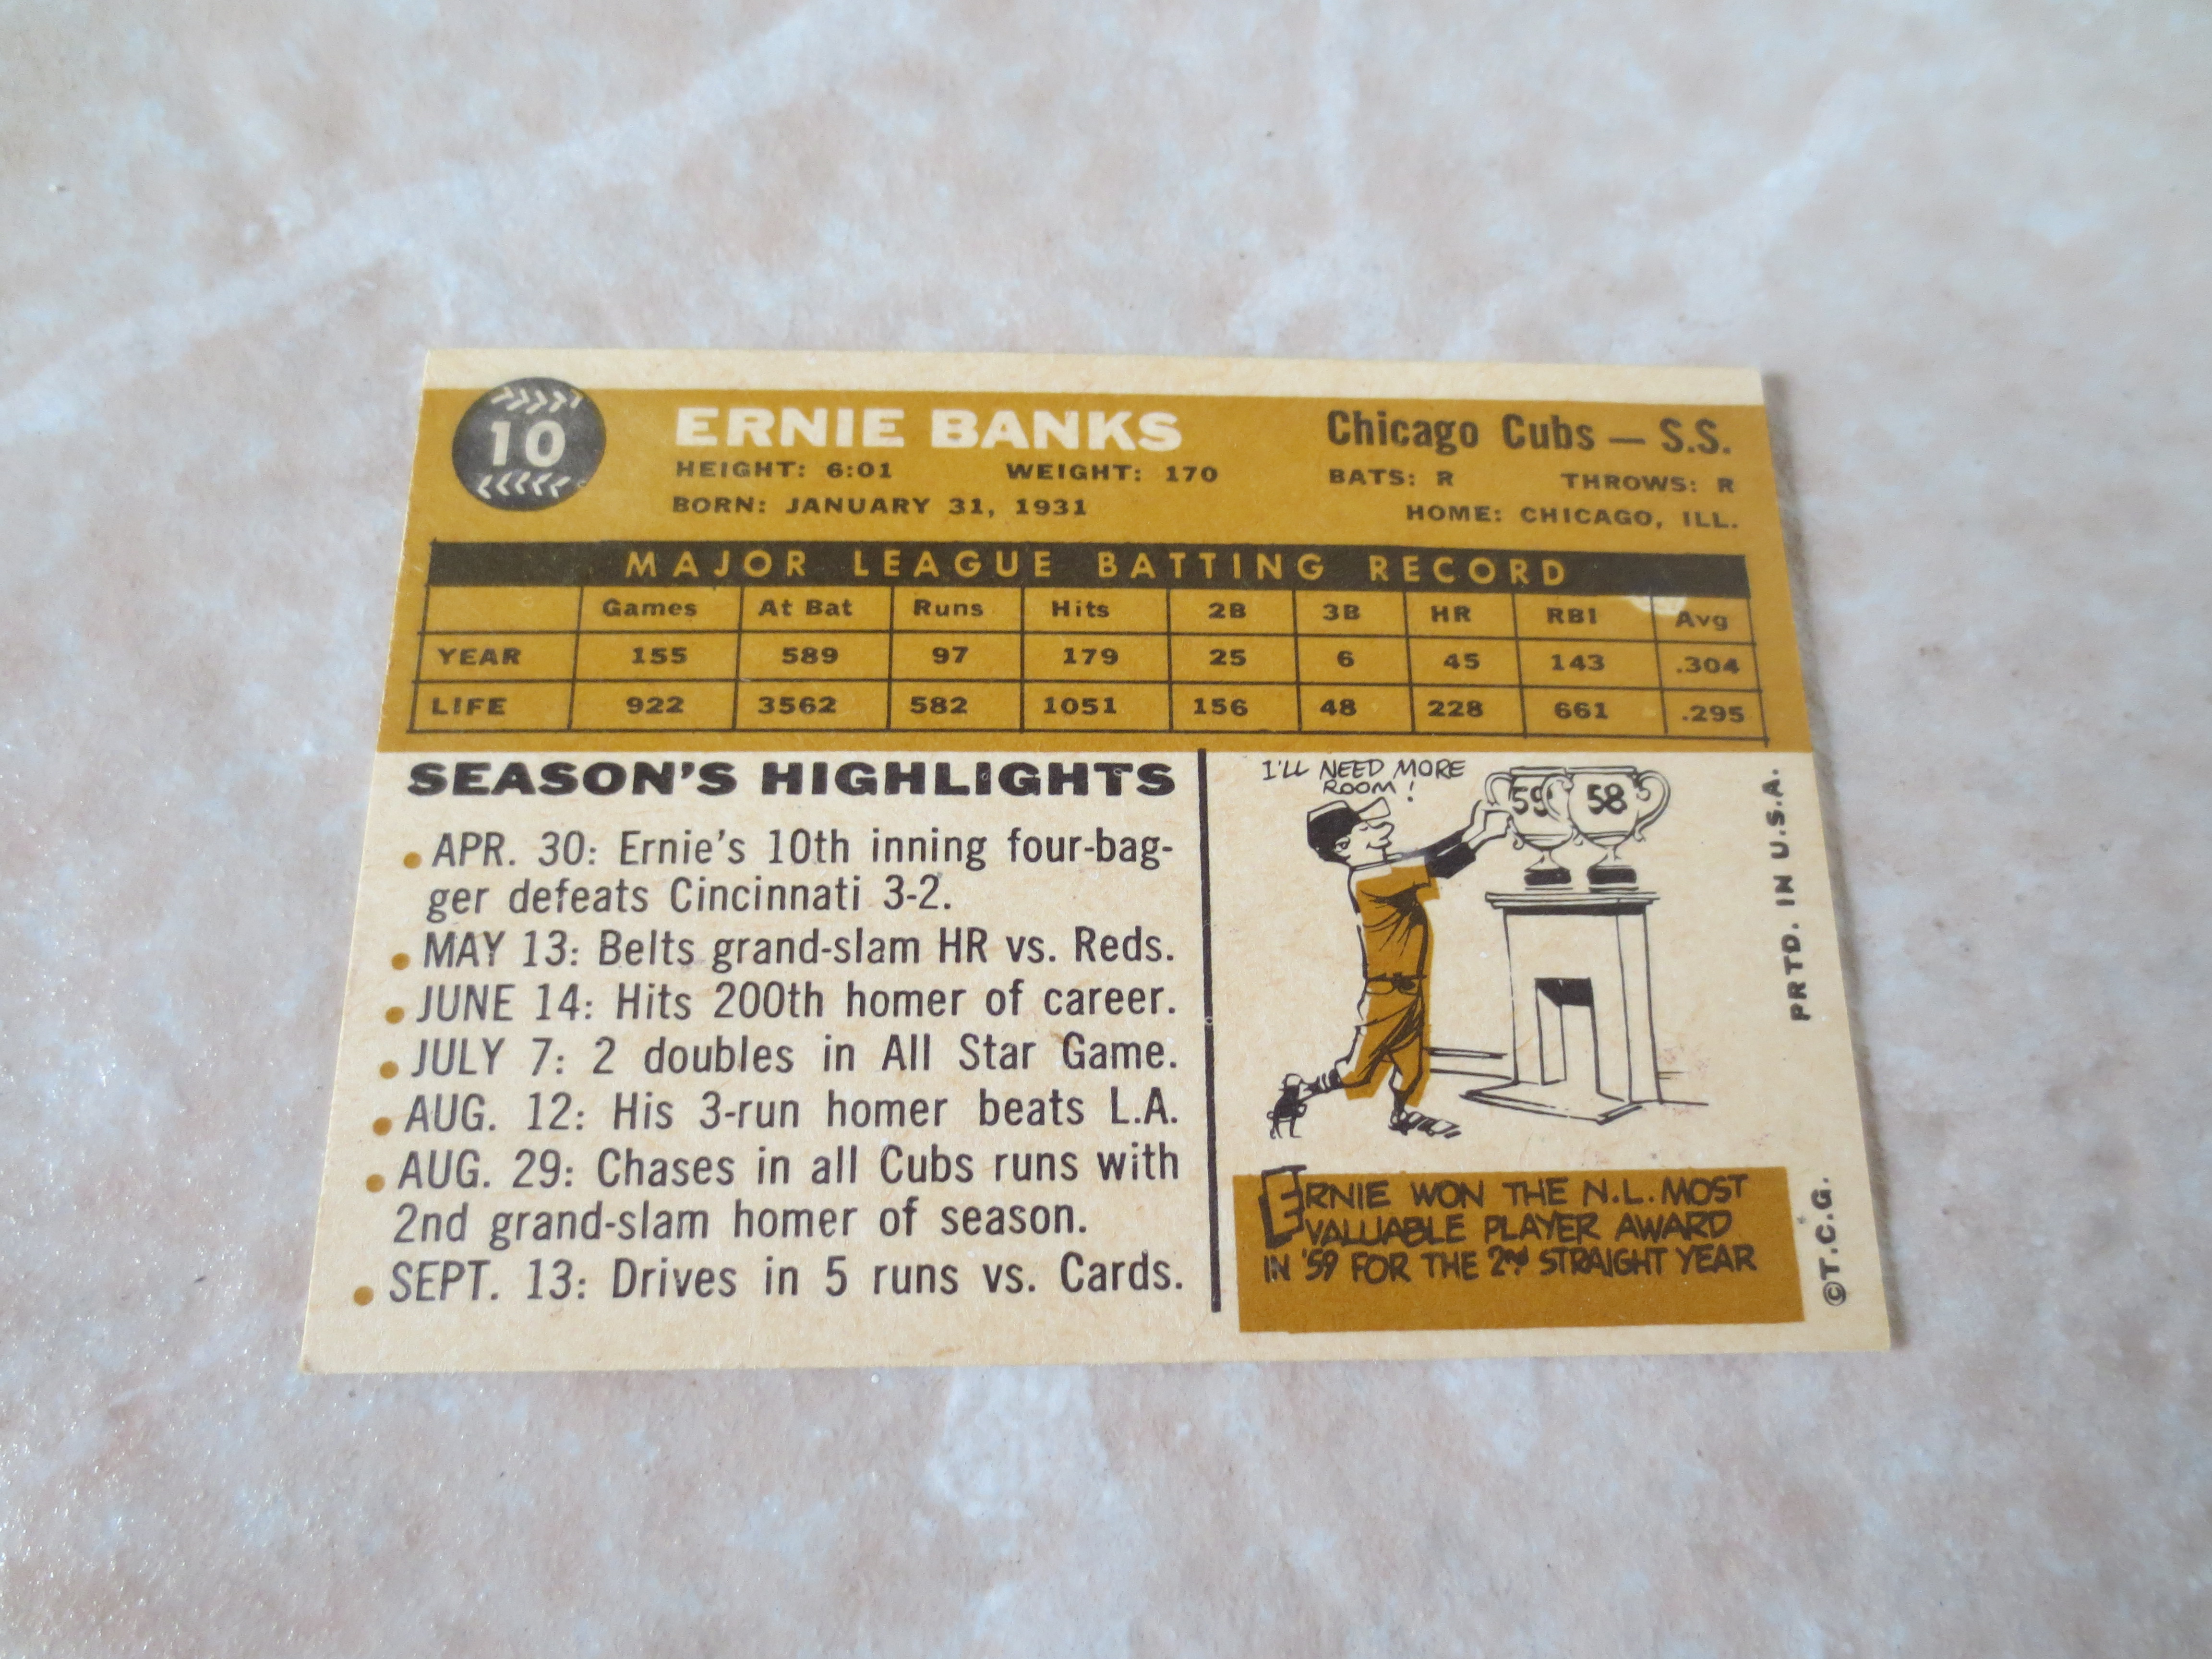 10
ERNIE BANKS
Chicago Cubs — S.S.
HEIGHT: 6:01 WEIGHT: 170
BATS: R THROWS: R
BORN: JANUARY 31, 1931
HOME: CHICAGO, ILL.
MAJOR LEAGUE BATTING RECORD
Games At Bat Runs Hits 2B 3B HR RBI Avg
YEAR 155 589 97 179 25 6 45 143 .304
LIFE 922 3562 582 1051 156 48 228 661 .295
SEASON'S HIGHLIGHTS
• APR. 30: Ernie's 10th inning four-bag-
ger defeats Cincinnati 3-2.
• MAY 13: Belts grand-slam HR vs. Reds.
• JUNE 14: Hits 200th homer of career.
• JULY 7: 2 doubles in All Star Game.
• AUG. 12: His 3-run homer beats L.A.
• AUG. 29: Chases in all Cubs runs with
2nd grand-slam homer of season.
• SEPT. 13: Drives in 5 runs vs. Cards.
I'LL NEED MORE
ROOM!
59 58
ERNIE WON THE N.L. MOST
VALUABLE PLAYER AWARD
IN '59 FOR THE 2ND STRAIGHT YEAR
©T.C.G. PRTD. IN U.S.A.